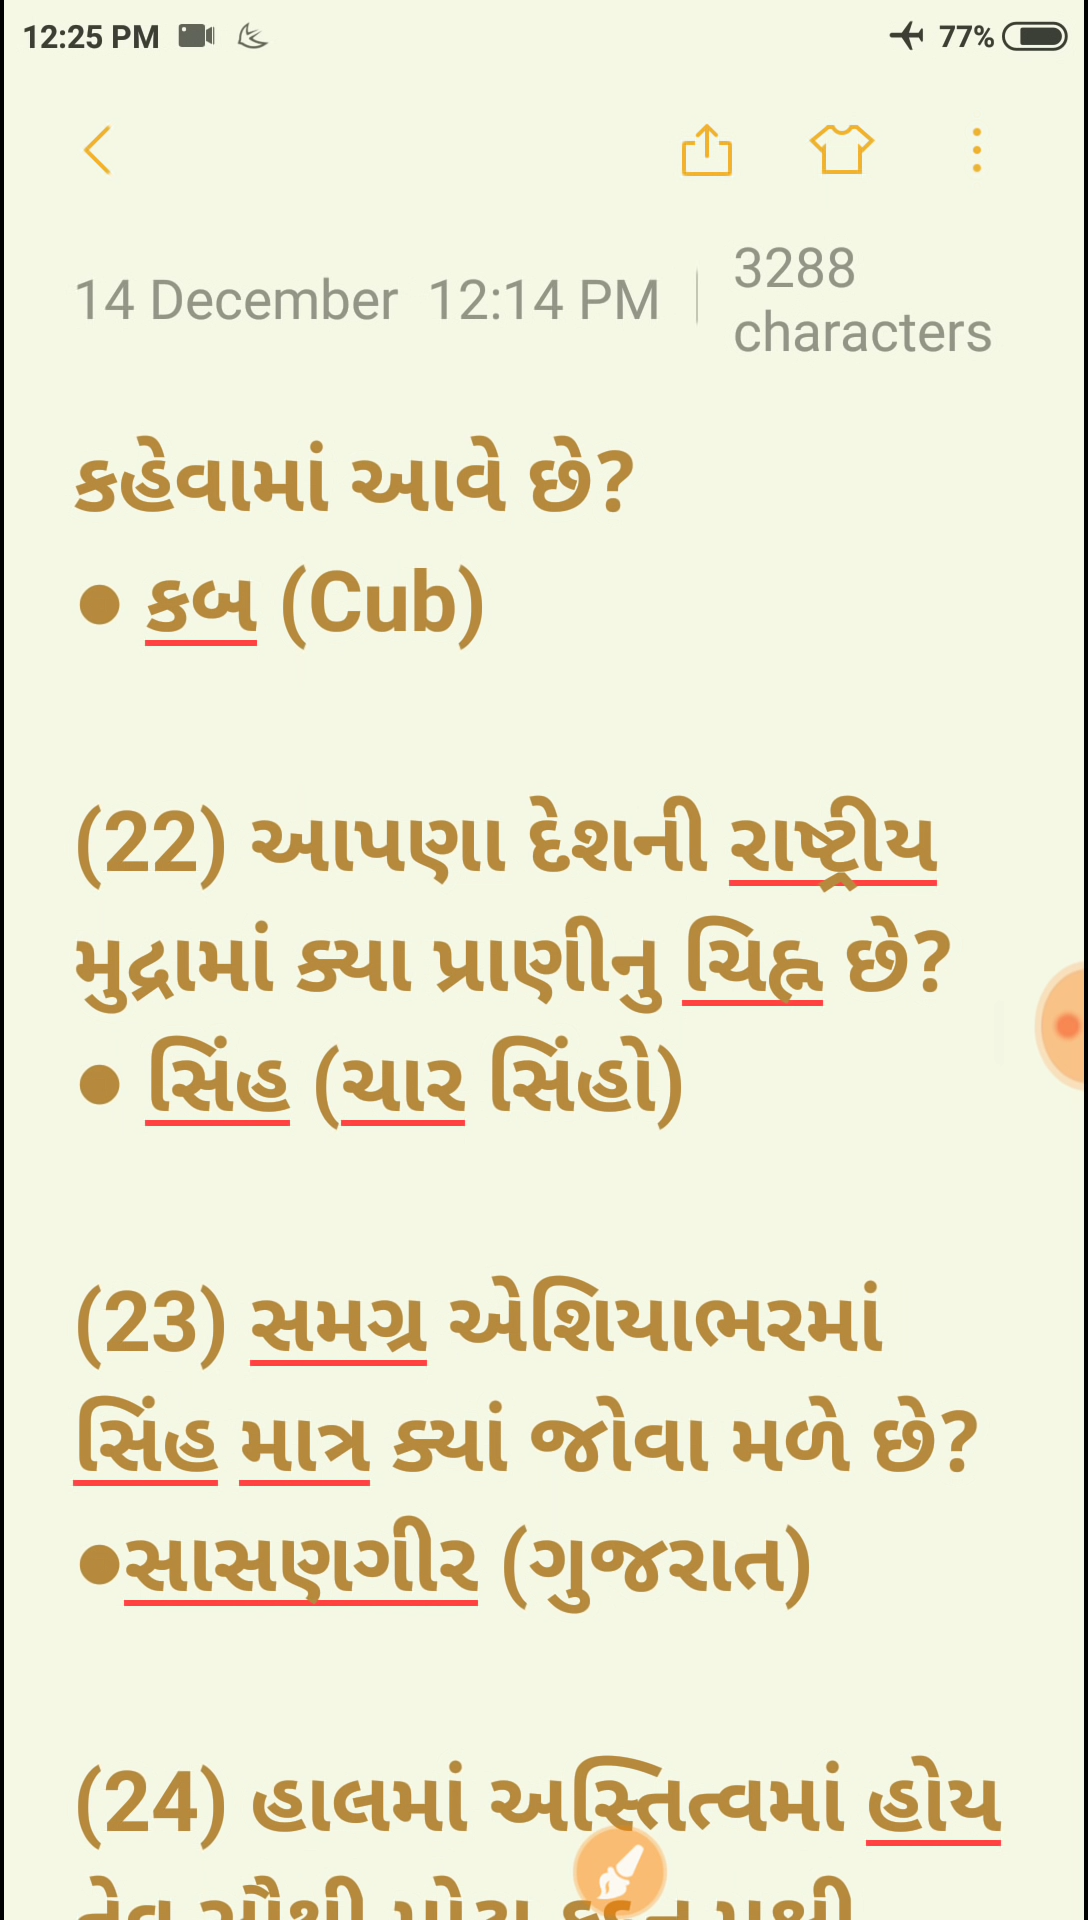 12:25 PM
77%
14 December 12:14 PM
3288
characters
કહેવામાં આવે છે?
● કબ (Cub)
(22) આપણા દેશની રાષ્ટ્રીય
મુદ્રામાં ક્યા પ્રાણીનુ ચિહ્ન છે?
● સિંહ (ચાર સિંહો)
(23) સમગ્ર એશિયાભરમાં
સિંહ માત્ર ક્યાં જોવા મળે છે?
●સાસણગીર (ગુજરાત)
(24) હાલમાં અસ્તિત્વમાં હોય